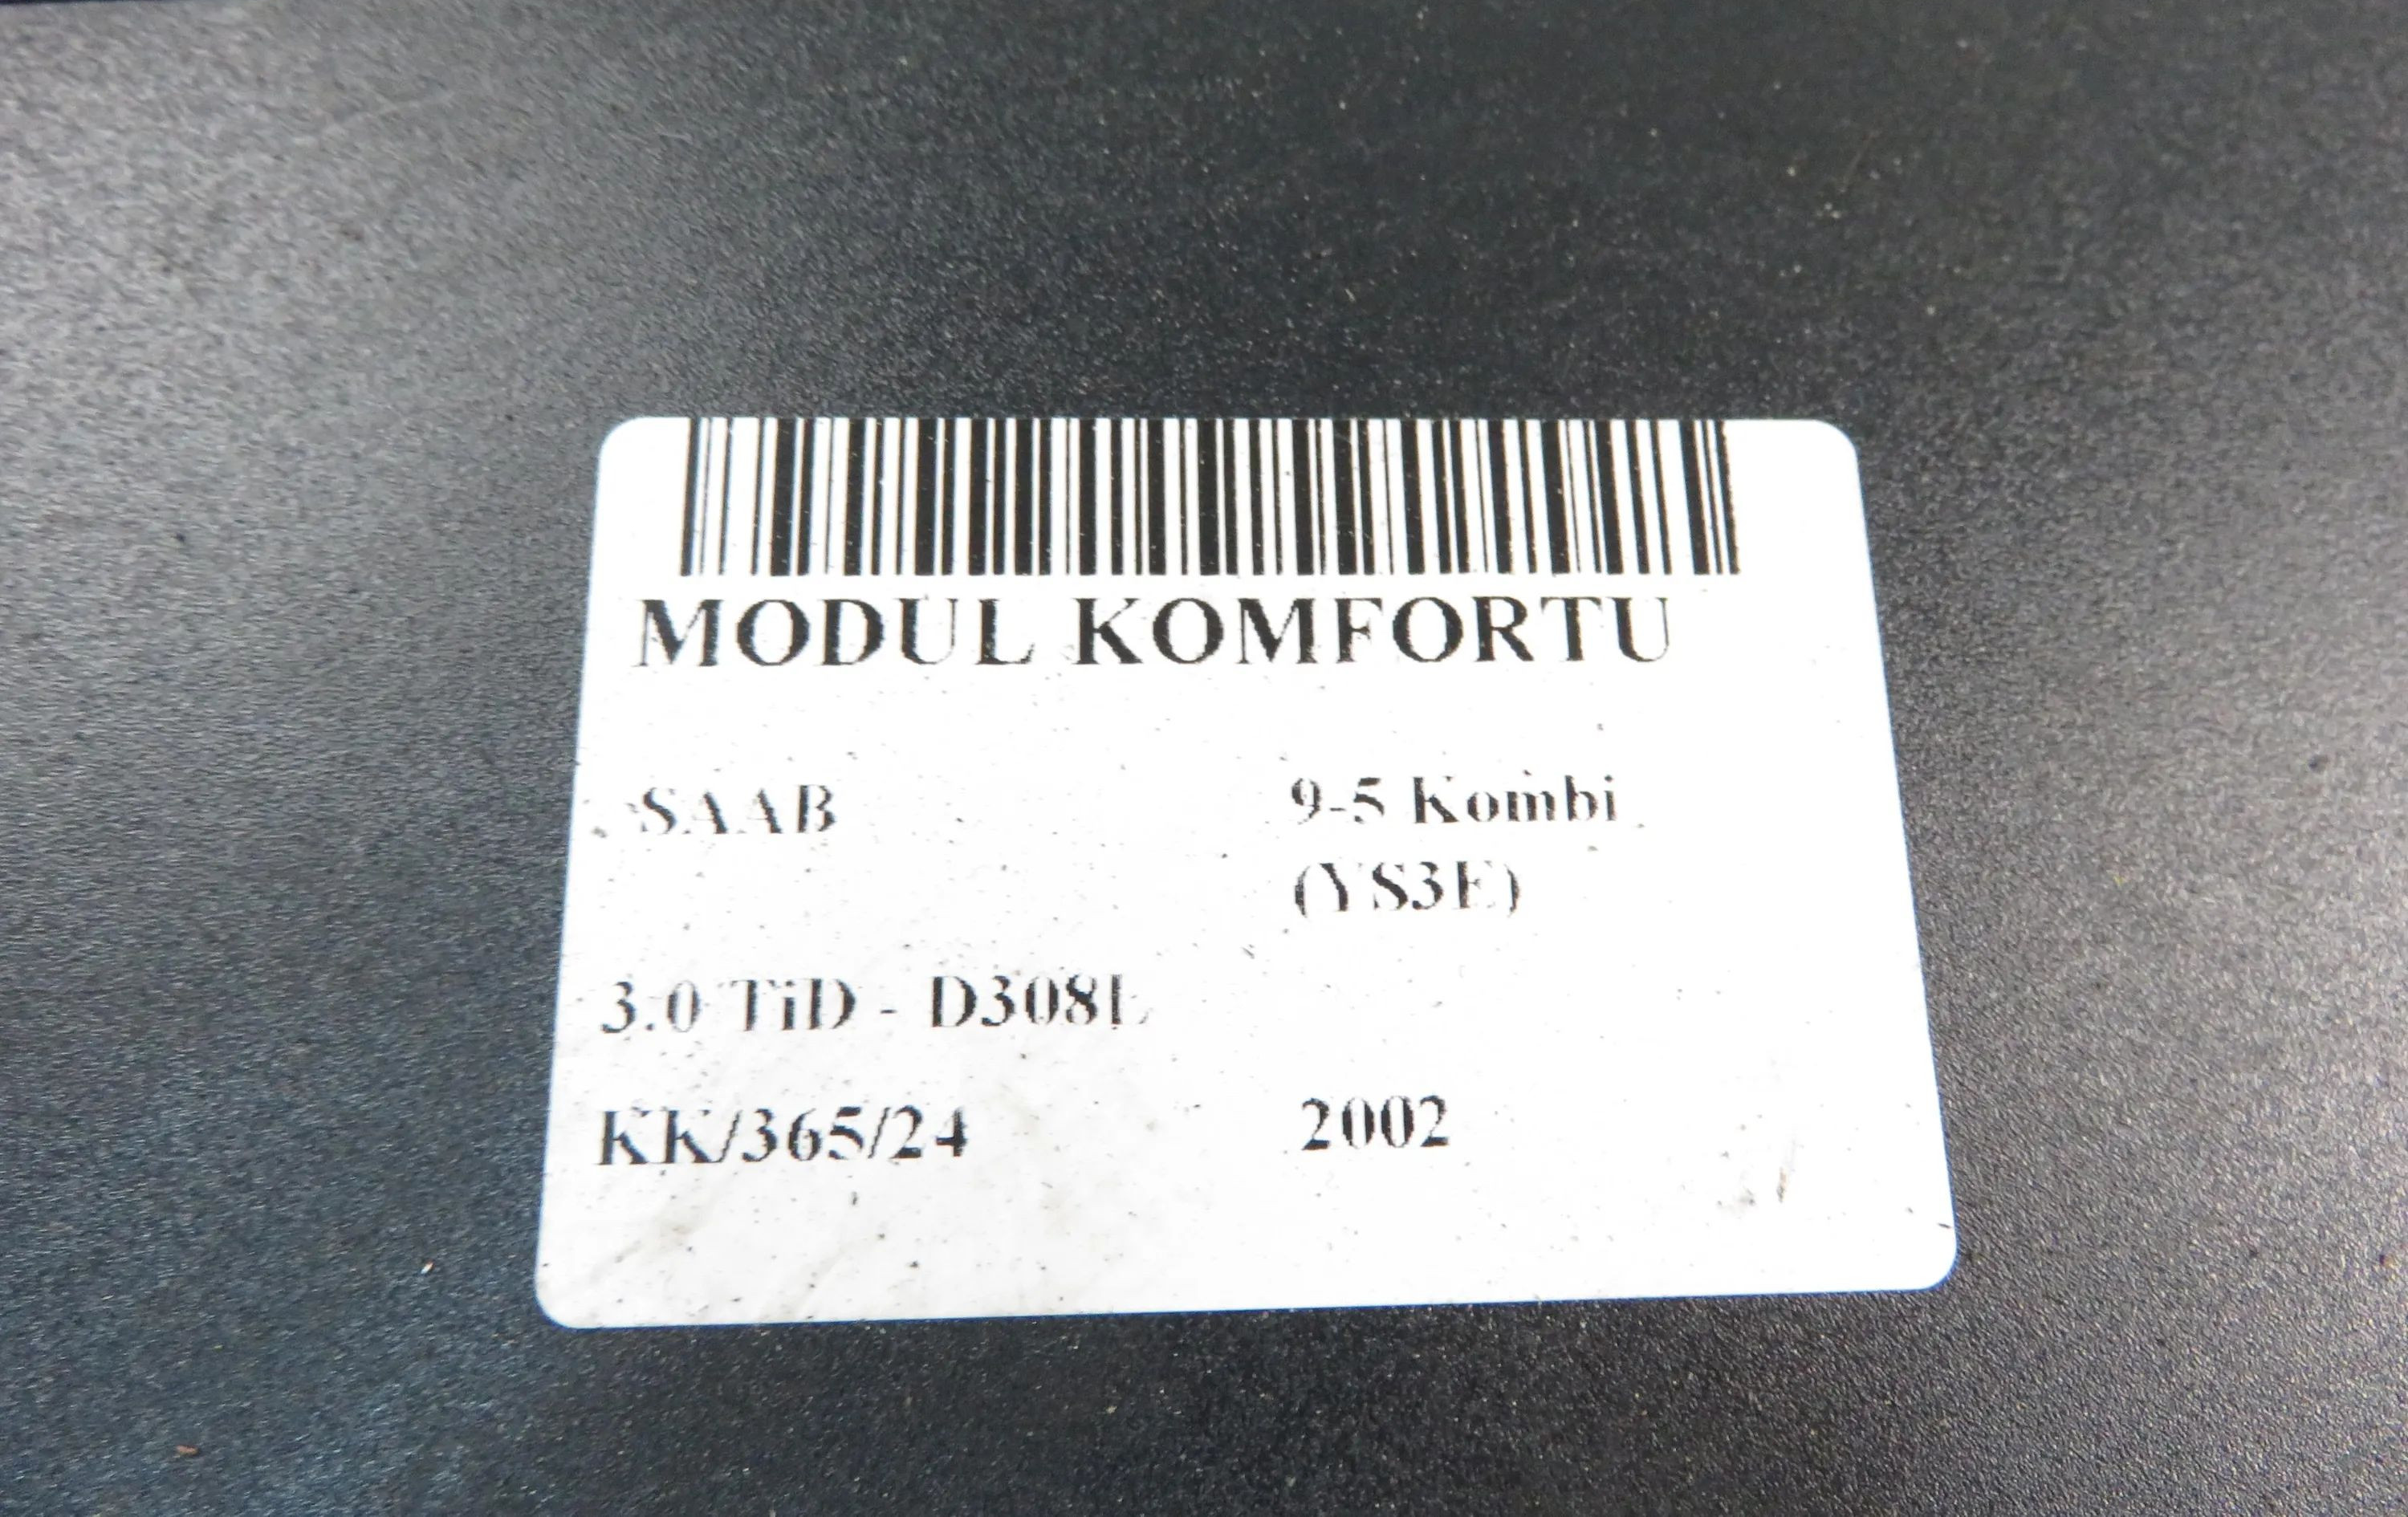 MODUL KOMFORTU
SAAB
9-5 Kombi
(YS3E)
3.0 TiD - D308L
KK/365/24
2002